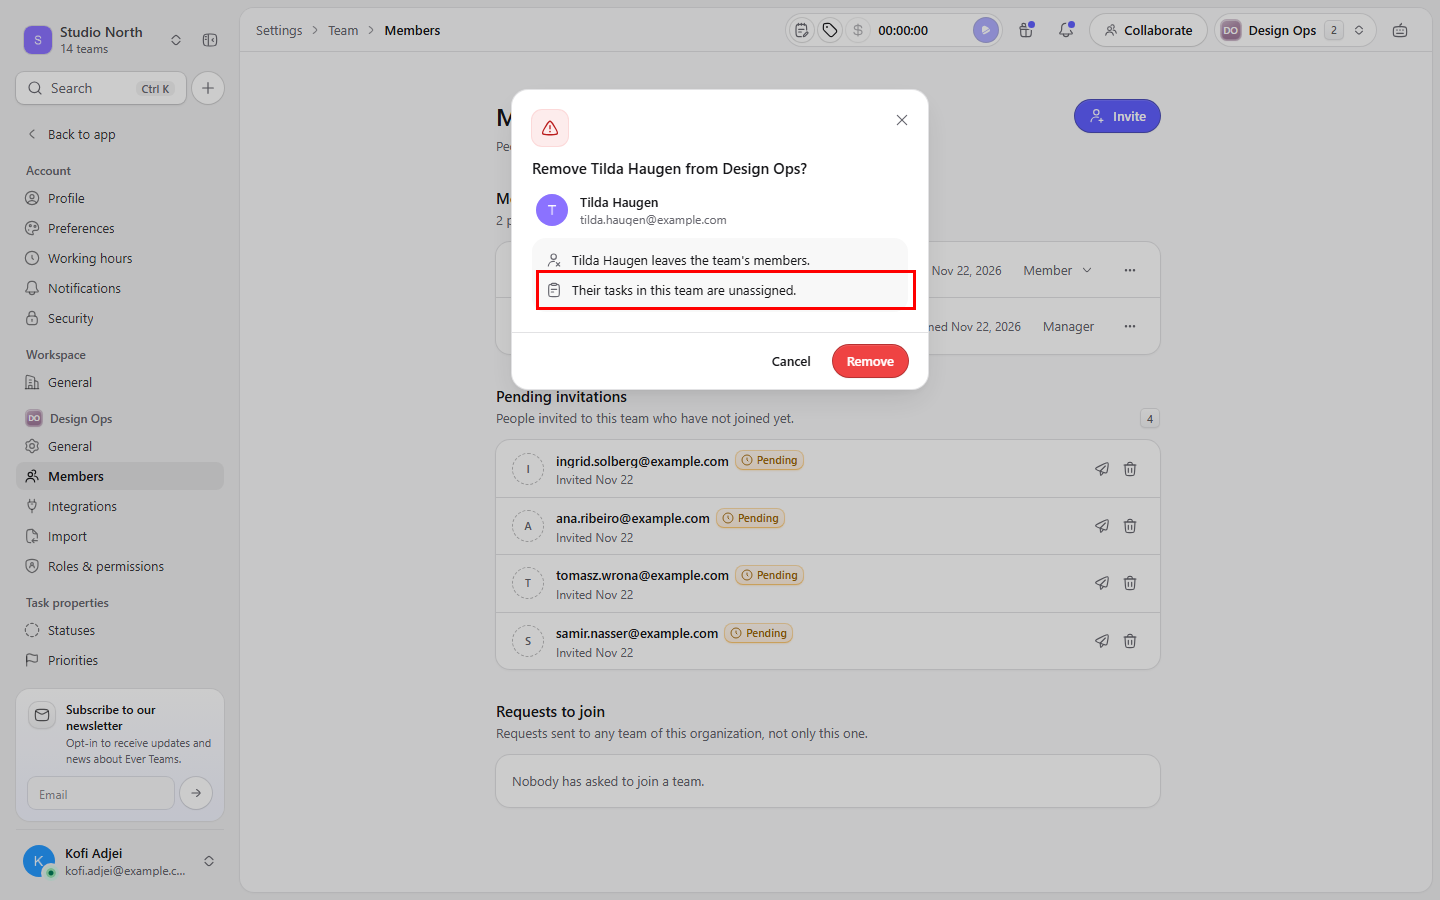 S
Studio North
14 teams
Search
Ctrl K
Back to app
Account
Profile
Preferences
Working hours
Notifications
Security
Workspace
General
DO
Design Ops
General
Members
Integrations
Import
Roles & permissions
Task properties
Statuses
Priorities
Subscribe to our
newsletter
Opt-in to receive updates and
news about Ever Teams.
Email
K
Kofi Adjei
kofi.adjei@example.c...
Settings
Team
Members
$
00:00:00
Collaborate
DO
Design Ops
2
Invite
Remove Tilda Haugen from Design Ops?
T
Tilda Haugen
tilda.haugen@example.com
Tilda Haugen leaves the team's members.
Their tasks in this team are unassigned.
Cancel
Remove
2
Nov 22, 2026
Member
Nov 22, 2026
Manager
Pending invitations
People invited to this team who have not joined yet.
4
I
ingrid.solberg@example.com
Pending
Invited Nov 22
A
ana.ribeiro@example.com
Pending
Invited Nov 22
T
tomasz.wrona@example.com
Pending
Invited Nov 22
S
samir.nasser@example.com
Pending
Invited Nov 22
Requests to join
Requests sent to any team of this organization, not only this one.
Nobody has asked to join a team.